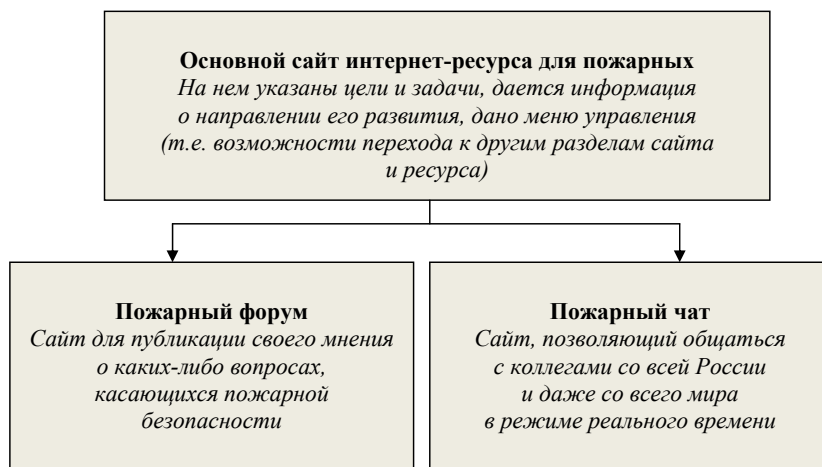 Основной сайт интернет-ресурса для пожарных
На нем указаны цели и задачи, дается информация
о направлении его развития, дано меню управления
(т.е. возможности перехода к другим разделам сайта
и ресурса)
Пожарный форум
Сайт для публикации своего мнения
о каких-либо вопросах,
касающихся пожарной
безопасности
Пожарный чат
Сайт, позволяющий общаться
с коллегами со всей России
и даже со всего мира
в режиме реального времени